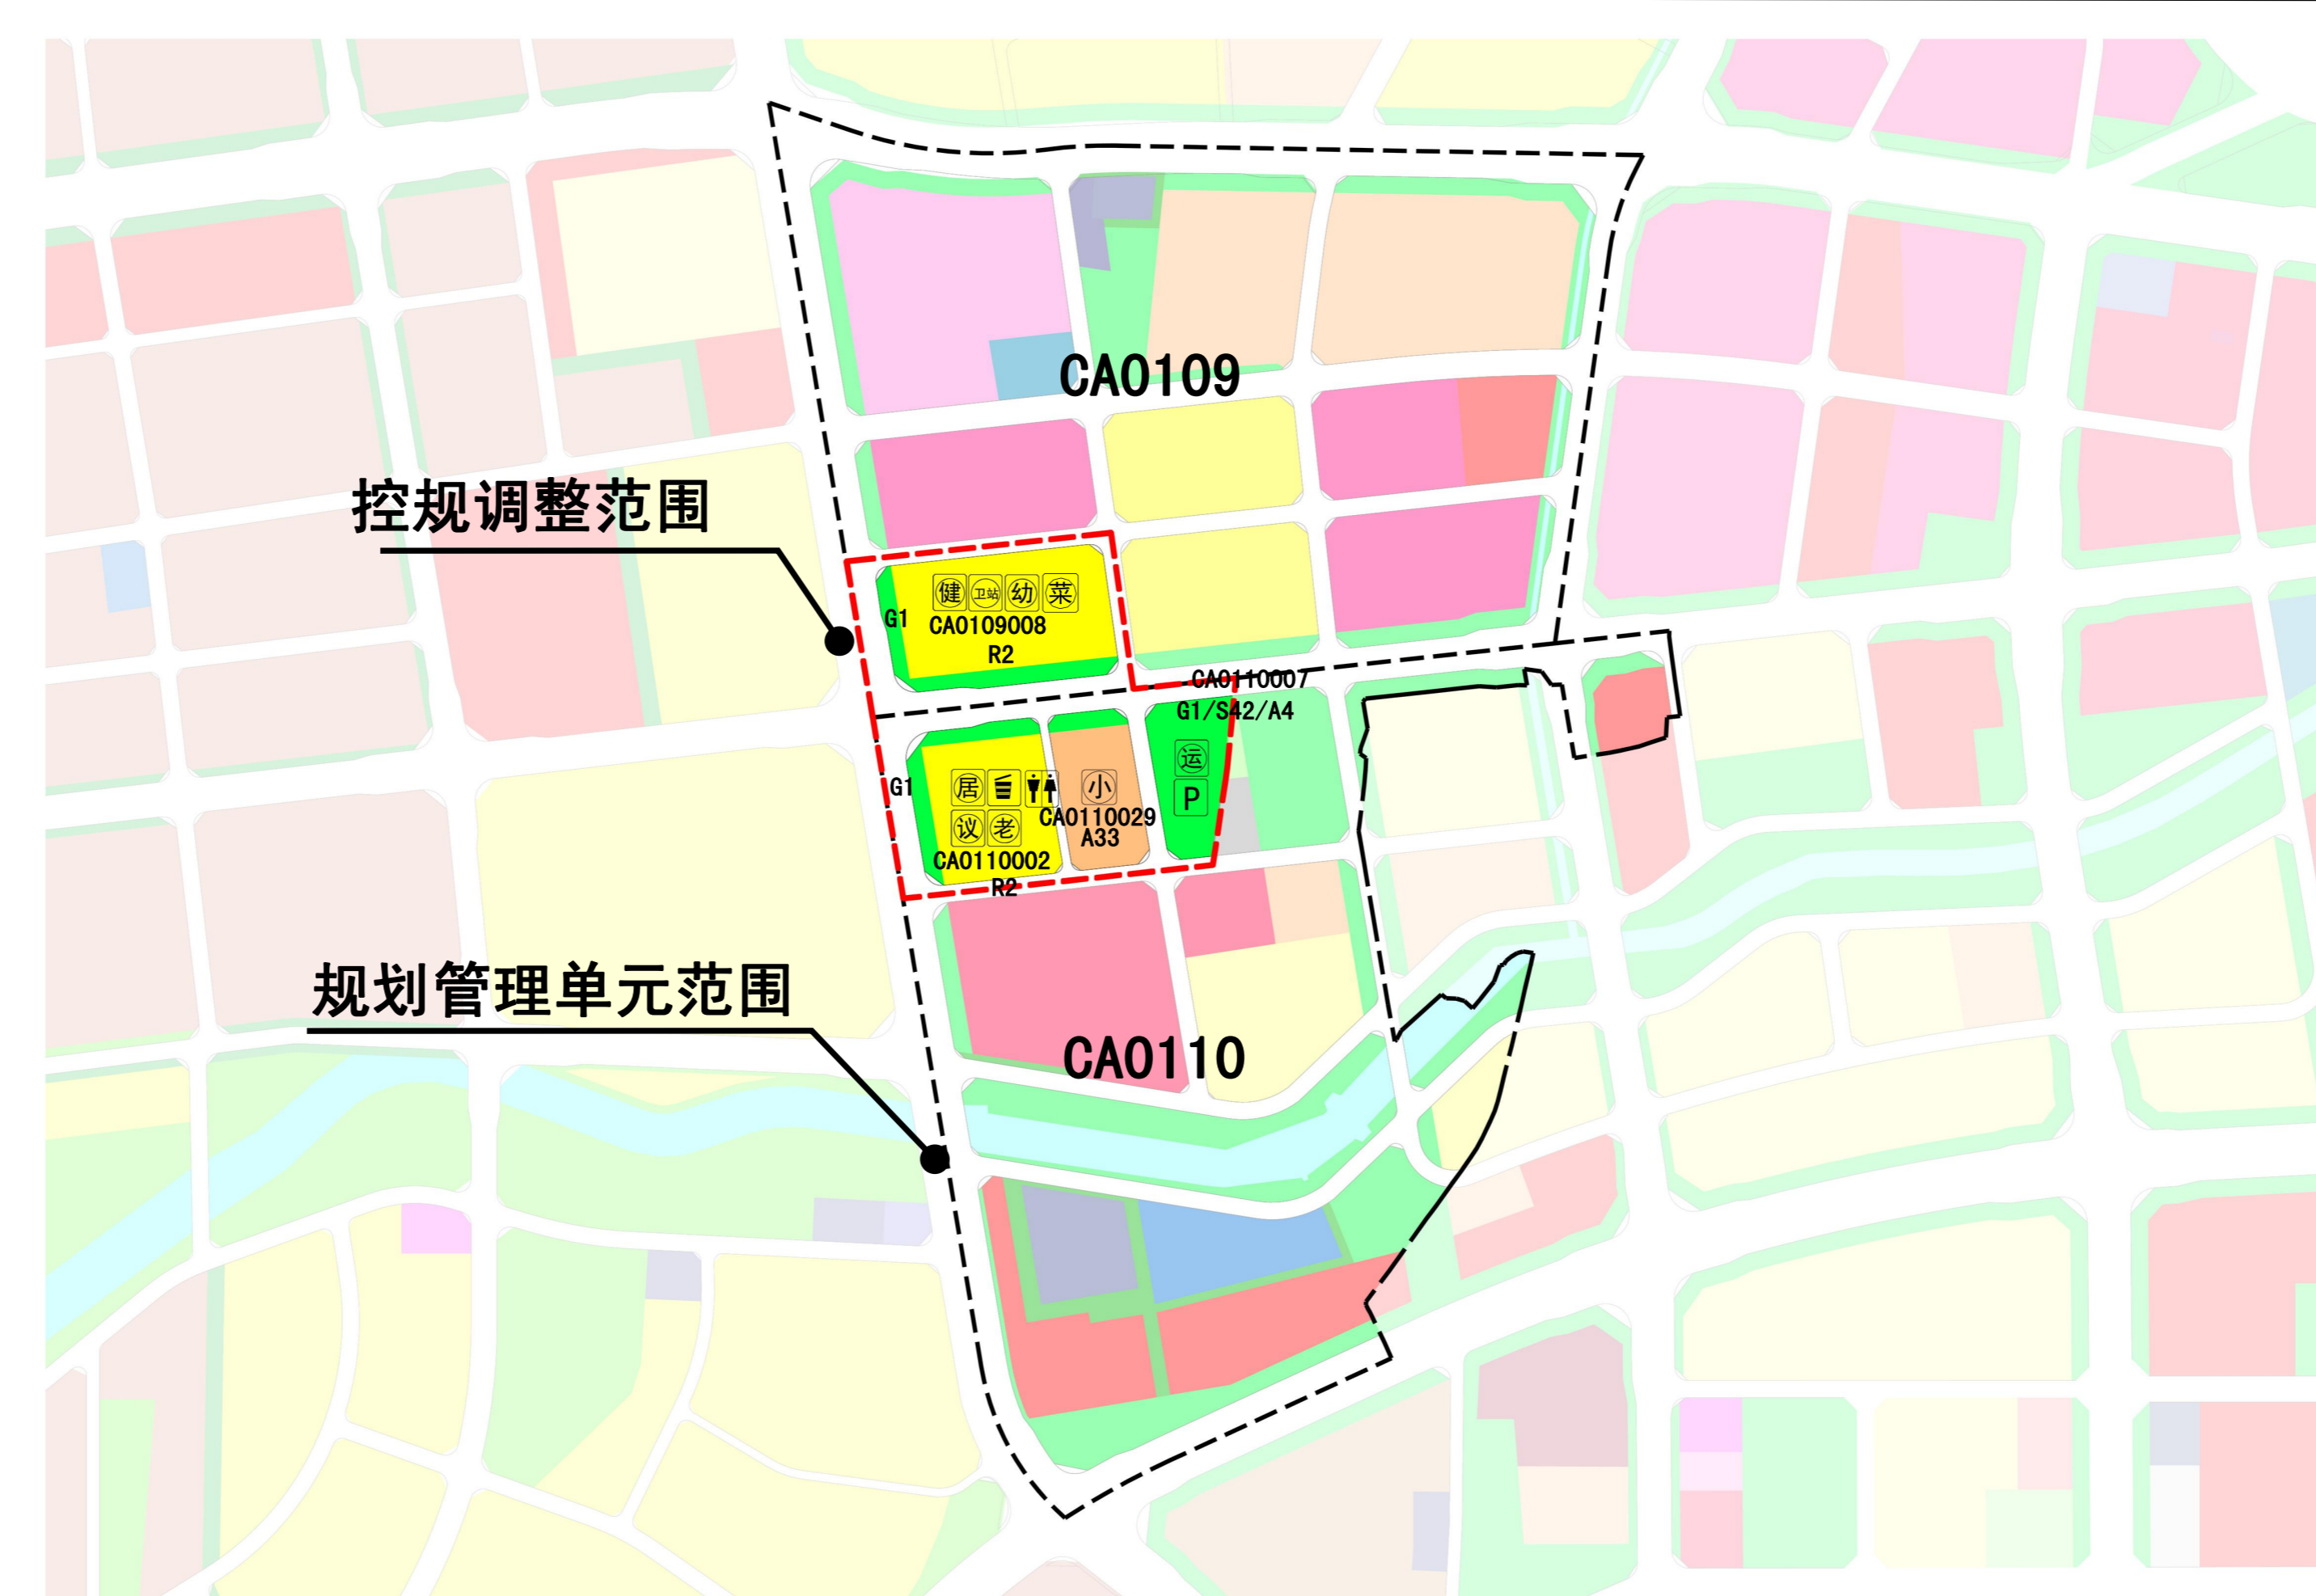 CA0109
控规调整范围
健 卫站 幼 菜
G1
CA0109008
R2
CA0110007
G1/S42/A4
运
P
G1
居
小
议 老
CA0110029
A33
CA0110002
R2
规划管理单元范围
CA0110